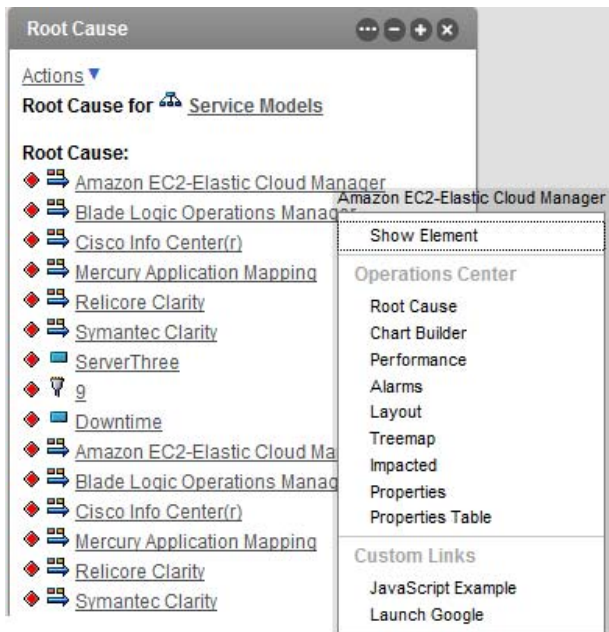 Root Cause
Actions
Root Cause for Service Models
Root Cause:
Amazon EC2-Elastic Cloud Manager
Blade Logic Operations Manager
Cisco Info Center(r)
Mercury Application Mapping
Relicore Clarity
Symantec Clarity
ServerThree
9
Downtime
Amazon EC2-Elastic Cloud Ma
Blade Logic Operations Manag
Cisco Info Center(r)
Mercury Application Mapping
Relicore Clarity
Symantec Clarity
Amazon EC2-Elastic Cloud Manager
Show Element
Operations Center
Root Cause
Chart Builder
Performance
Alarms
Layout
Treemap
Impacted
Properties
Properties Table
Custom Links
JavaScript Example
Launch Google